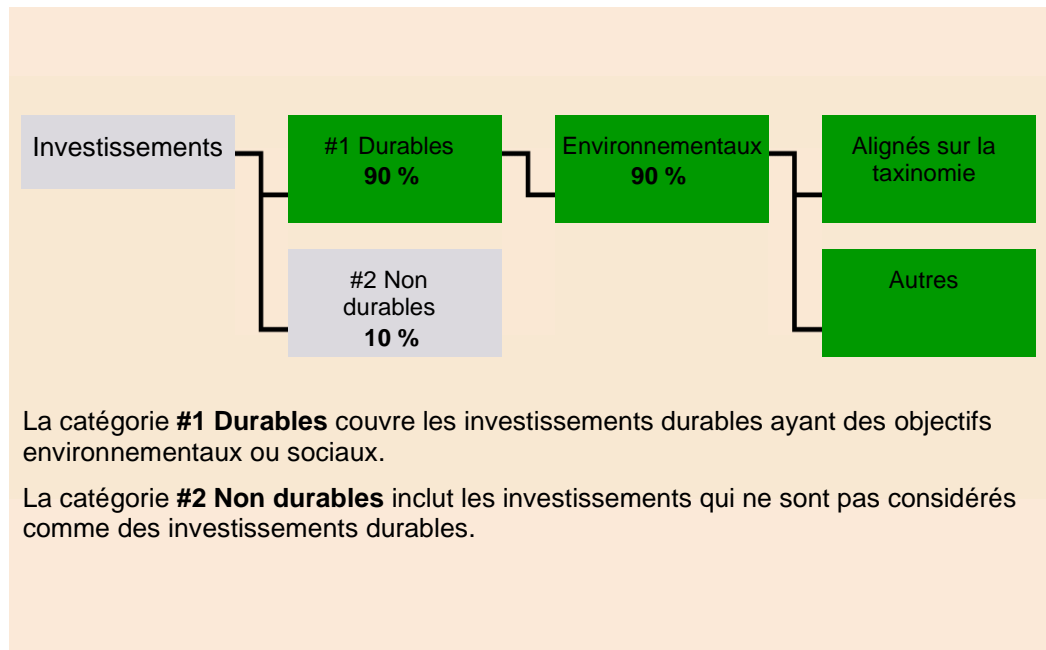 Investissements
#1 Durables
90 %
Environnementaux
90 %
Alignés sur la
taxinomie
#2 Non
durables
10 %
Autres
La catégorie #1 Durables couvre les investissements durables ayant des objectifs
environnementaux ou sociaux.
La catégorie #2 Non durables inclut les investissements qui ne sont pas considérés
comme des investissements durables.